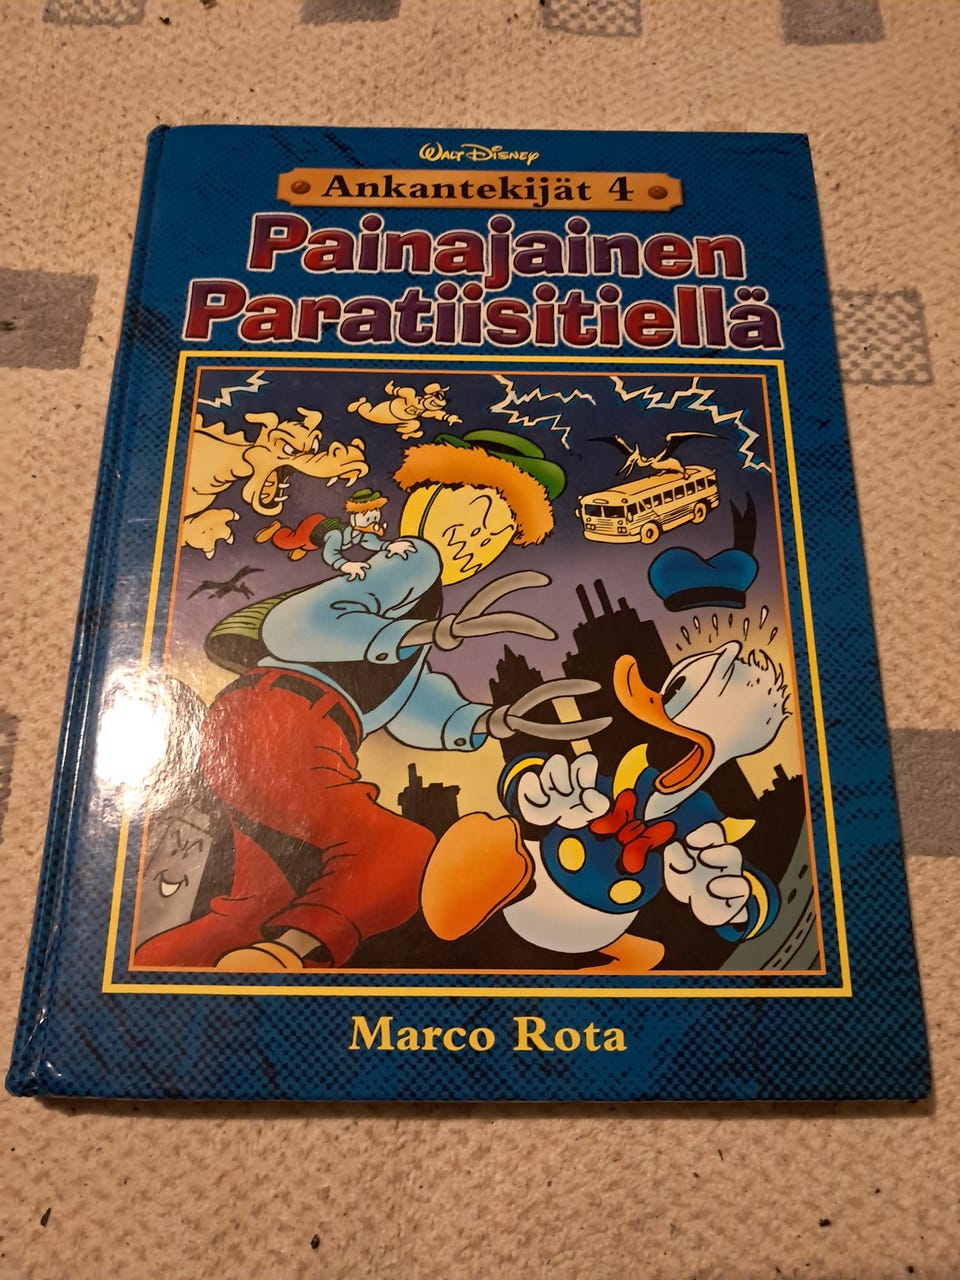 Walt Disney
Ankantekijät 4
Painajainen
Paratiisitiellä
Marco Rota